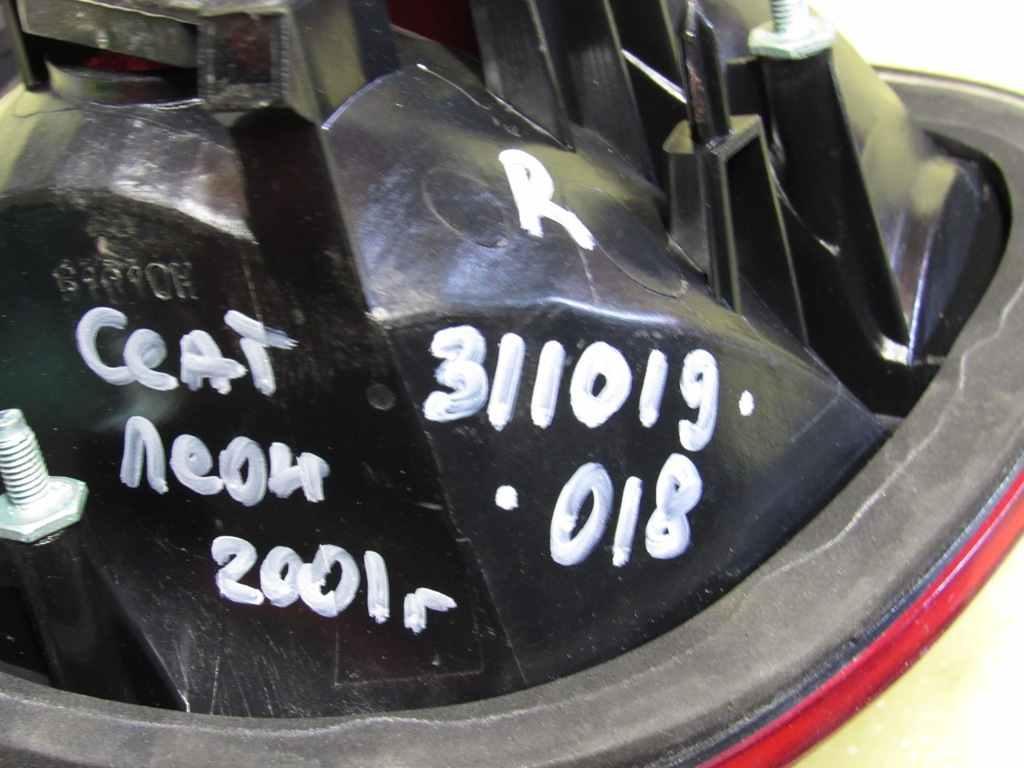 R
Сеат
311019.
леон
.018
2001г